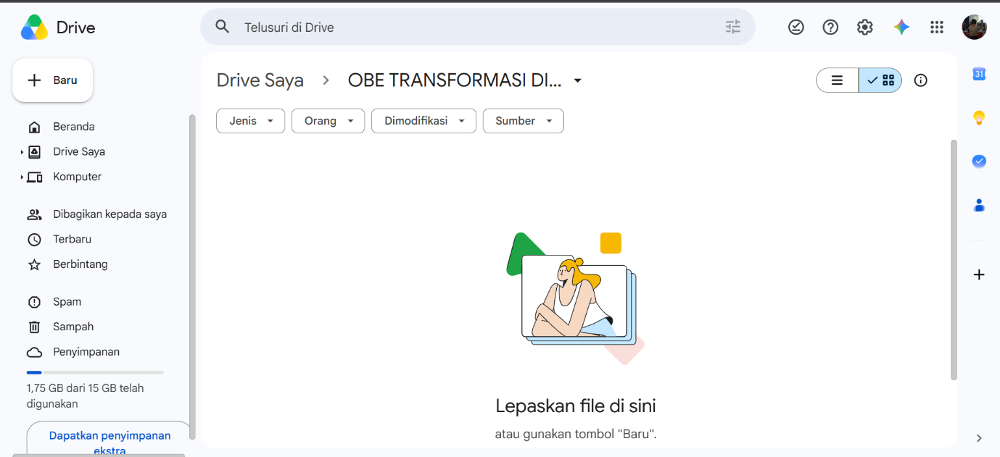 Drive
Telusuri di Drive
Baru
Drive Saya > OBE TRANSFORMASI DI...
Jenis
Orang
Dimodifikasi
Sumber
Beranda
Drive Saya
Komputer
Dibagikan kepada saya
Terbaru
Berbintang
Spam
Sampah
Penyimpanan
1,75 GB dari 15 GB telah
digunakan
Dapatkan penyimpanan
ekstra
Lepaskan file di sini
atau gunakan tombol "Baru".
31